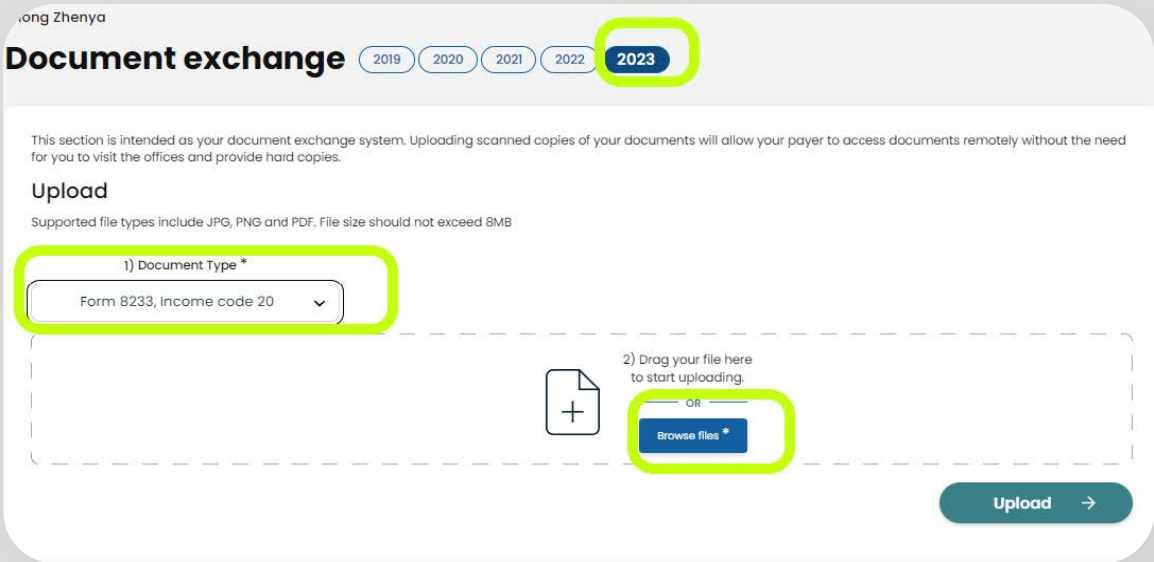 Zhenya
Document exchange 2019 2020 2021 2022 2023
This section is intended as your document exchange system. Uploading scanned copies of your documents will allow your payer to access documents remotely without the need
for you to visit the offices and provide hard copies.
Upload
Supported file types include JPG, PNG and PDF. File size should not exceed 8MB
1) Document Type *
Form 8233, Income code 20
2) Drag your file here
to start uploading.
OR
Browse files *
Upload →